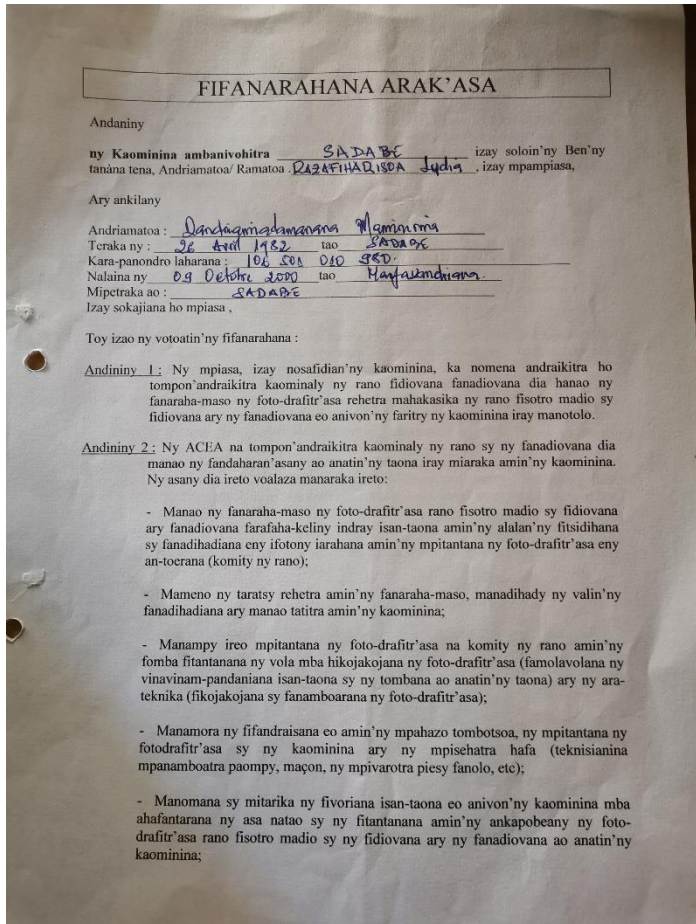 FIFANARAHANA ARAK'ASA
Andaniny
ny Kaominina ambanivohitra SADABE izay soloin'ny Ben'ny
tanàna tena, Andriamatoa/ Ramatoa .RAZAFIHARISOA Lydia , izay mpampiasa,
Ary ankilany
Andriamatoa : Maminirina
Teraka ny : 26 Avril 1982 tao SADABE
Kara-panondro laharana : 106 501 010 980.
Nalaina ny 09 Octobre 2000 tao Manjakandriana
Mipetraka ao : SADABE
Izay sokajiana ho mpiasa ,
Toy izao ny votoatin'ny fifanarahana :
Andininy 1 : Ny mpiasa, izay nosafidian'ny kaominina, ka nomena andraikitra ho
tompon'andraikitra kaominaly ny rano fidiovana fanadiovana dia hanao ny
fanaraha-maso ny foto-drafitr'asa rehetra mahakasika ny rano fisotro madio sy
fidiovana ary ny fanadiovana eo anivon'ny faritry ny kaominina iray manotolo.
Andininy 2 : Ny ACEA na tompon'andraikitra kaominaly ny rano sy ny fanadiovana dia
manao ny fandaharan'asany ao anatin'ny taona iray miaraka amin'ny kaominina.
Ny asany dia ireto voalaza manaraka ireto:
- Manao ny fanaraha-maso ny foto-drafitr'asa rano fisotro madio sy fidiovana
ary fanadiovana farafaha-keliny indray isan-taona amin'ny alalan'ny fitsidihana
sy fanadihadiana eny ifotony iarahana amin'ny mpitantana ny foto-drafitr'asa eny
an-toerana (komity ny rano);
- Mameno ny taratsy rehetra amin'ny fanaraha-maso, manadihady ny valin'ny
fanadihadiana ary manao tatitra amin'ny kaominina;
- Manampy ireo mpitantana ny foto-drafitr'asa na komity ny rano amin'ny
fomba fitantanana ny vola mba hikojakojana ny foto-drafitr'asa (famolavolana ny
vinavinam-pandaniana isan-taona sy ny tombana ao anatin'ny taona) ary ny ara-
teknika (fikojakojana sy fanamboarana ny foto-drafitr'asa);
- Manamora ny fifandraisana eo amin'ny mpahazo tombotsoa, ny mpitantana ny
fotodrafitr'asa sy ny kaominina ary ny mpisehatra hafa (teknisianina
mpanamboatra paompy, maçon, ny mpivarotra piesy fanolo, etc);
- Manomana sy mitarika ny fivoriana isan-taona eo anivon'ny kaominina mba
ahafantarana ny asa natao sy ny fitantanana amin'ny ankapobeany ny foto-
drafitr'asa rano fisotro madio sy ny fidiovana ary ny fanadiovana ao anatin'ny
kaominina;